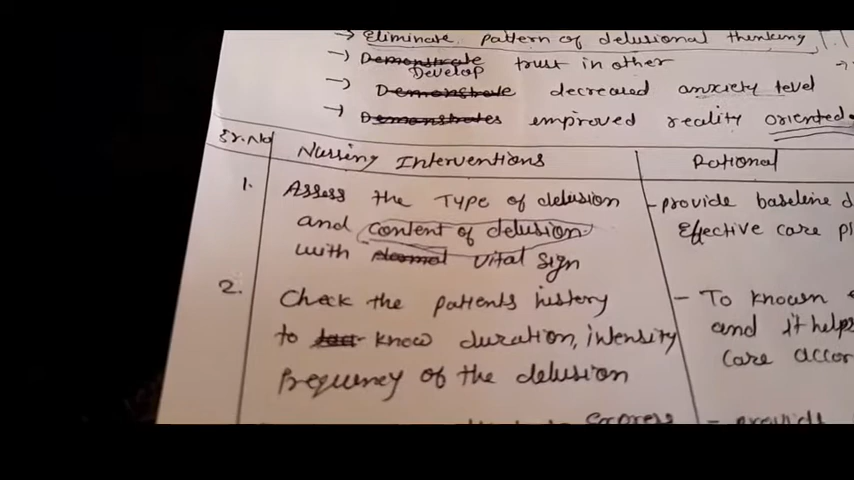 → Eliminate pattern of delusional thinking
→ Demonstrate trust in other
Develop
→ Demonstrate decreased anxiety level
→ Demonstrates improved reality oriented
Sr.No Nursing Interventions Rational
1. Assess the Type of delusion - provide baseline
and content of delusion Effective care
with vital sign
2. Check the patients history - To known
to know duration, intensity and it helps
frequency of the delusion care
express - provide